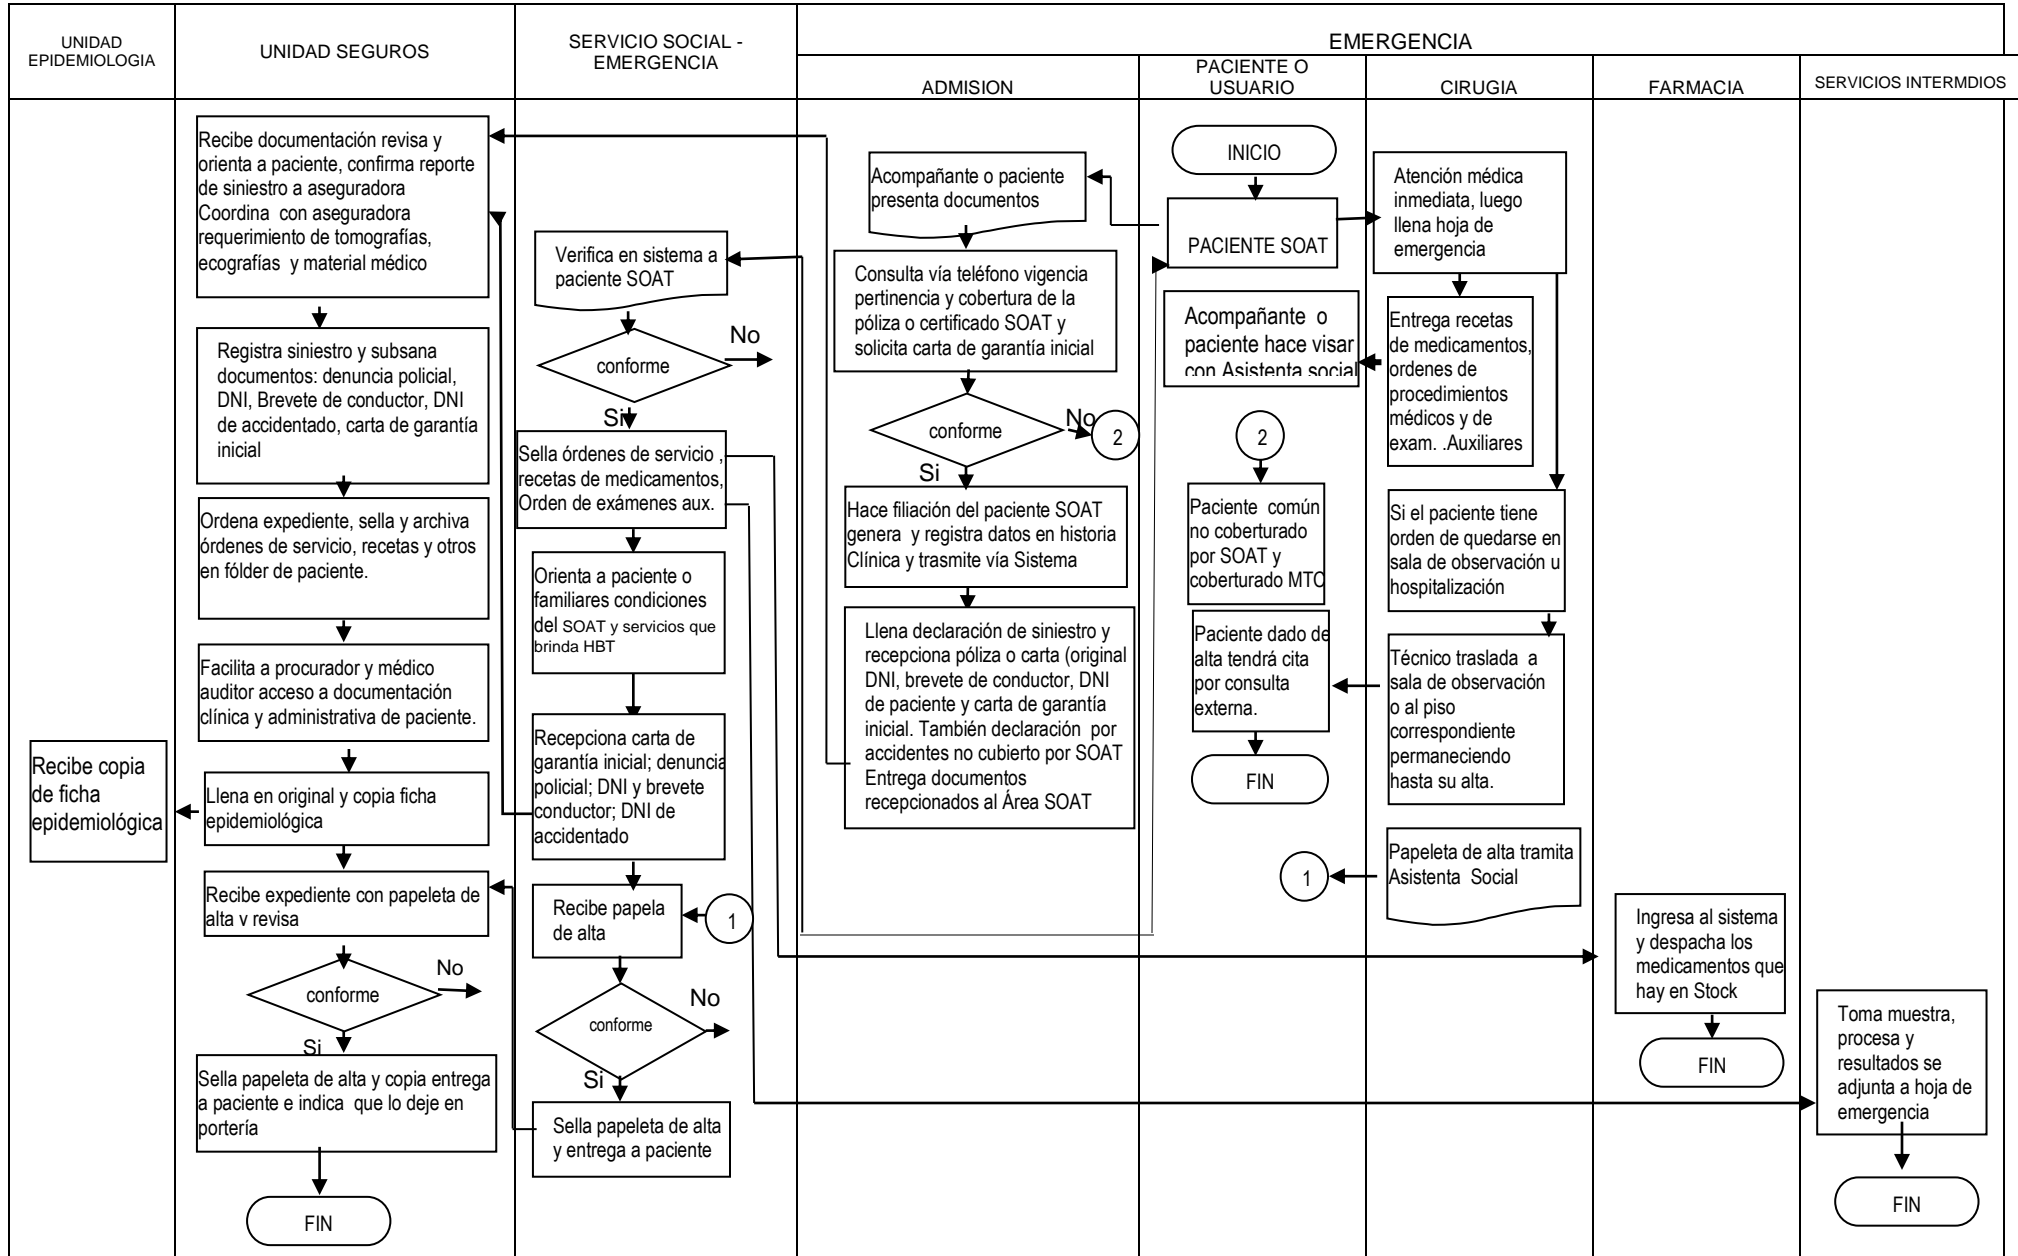 UNIDAD
EPIDEMIOLOGIA
UNIDAD SEGUROS
SERVICIO SOCIAL -
EMERGENCIA
EMERGENCIA
ADMISION
PACIENTE O
USUARIO
CIRUGIA
FARMACIA
SERVICIOS INTERMDIOS
Recibe copia
de ficha
epidemiológica
Recibe documentación revisa y
orienta a paciente, confirma reporte
de siniestro a aseguradora
Coordina con aseguradora
requerimiento de tomografías,
ecografías y material médico
Registra siniestro y subsana
documentos: denuncia policial,
DNI, Brevete de conductor, DNI
de accidentado, carta de garantía
inicial
Ordena expediente, sella y archiva
órdenes de servicio, recetas y otros
en fólder de paciente.
Facilita a procurador y médico
auditor acceso a documentación
clínica y administrativa de paciente.
Llena en original y copia ficha
epidemiológica
Recibe expediente con papeleta de
alta y revisa
conforme
No
Si
Sella papeleta de alta y copia entrega
a paciente e indica que lo deje en
portería
FIN
Verifica en sistema a
paciente SOAT
conforme
No
Si
Sella órdenes de servicio ,
recetas de medicamentos,
Orden de exámenes aux.
Orienta a paciente o
familiares condiciones
del SOAT y servicios que
brinda HBT
Recepciona carta de
garantía inicial; denuncia
policial; DNI y brevete
conductor; DNI de
accidentado
Recibe papela
de alta
1
conforme
No
Si
Sella papeleta de alta
y entrega a paciente
Acompañante o paciente
presenta documentos
Consulta vía teléfono vigencia
pertinencia y cobertura de la
póliza o certificado SOAT y
solicita carta de garantía inicial
conforme
No
2
Si
Hace filiación del paciente SOAT
genera y registra datos en historia
Clínica y trasmite vía Sistema
Llena declaración de siniestro y
recepciona póliza o carta (original
DNI, brevete de conductor, DNI
de paciente y carta de garantía
inicial. También declaración por
accidentes no cubierto por SOAT
Entrega documentos
recepcionados al Área SOAT
INICIO
PACIENTE SOAT
Acompañante o
paciente hace visar
con Asistenta social
2
Paciente común
no coberturado
por SOAT y
coberturado MTC
Paciente dado de
alta tendrá cita
por consulta
externa.
FIN
1
Atención médica
inmediata, luego
llena hoja de
emergencia
Entrega recetas
de medicamentos,
ordenes de
procedimientos
médicos y de
exam. .Auxiliares
Si el paciente tiene
orden de quedarse en
sala de observación u
hospitalización
Técnico traslada a
sala de observación
o al piso
correspondiente
permaneciendo
hasta su alta.
Papeleta de alta tramita
Asistenta Social
Ingresa al sistema
y despacha los
medicamentos que
hay en Stock
FIN
Toma muestra,
procesa y
resultados se
adjunta a hoja de
emergencia
FIN